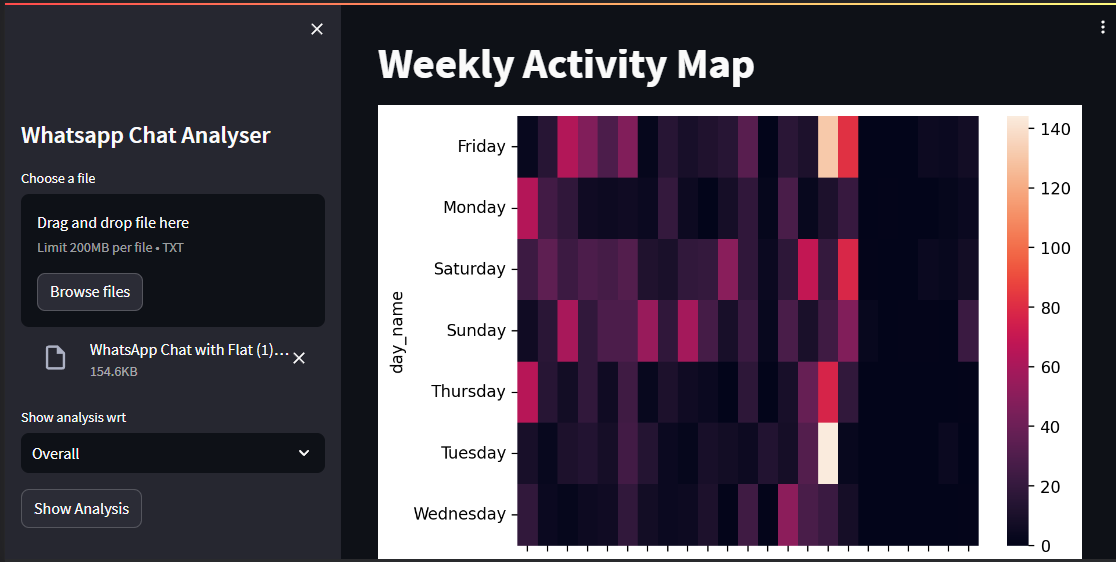 Whatsapp Chat Analyser
Choose a file
Drag and drop file here
Limit 200MB per file • TXT
Browse files
WhatsApp Chat with Flat (1)...
154.6KB
Show analysis wrt
Overall
Show Analysis
Weekly Activity Map
day_name
Friday
Monday
Saturday
Sunday
Thursday
Tuesday
Wednesday
140
120
100
80
60
40
20
0